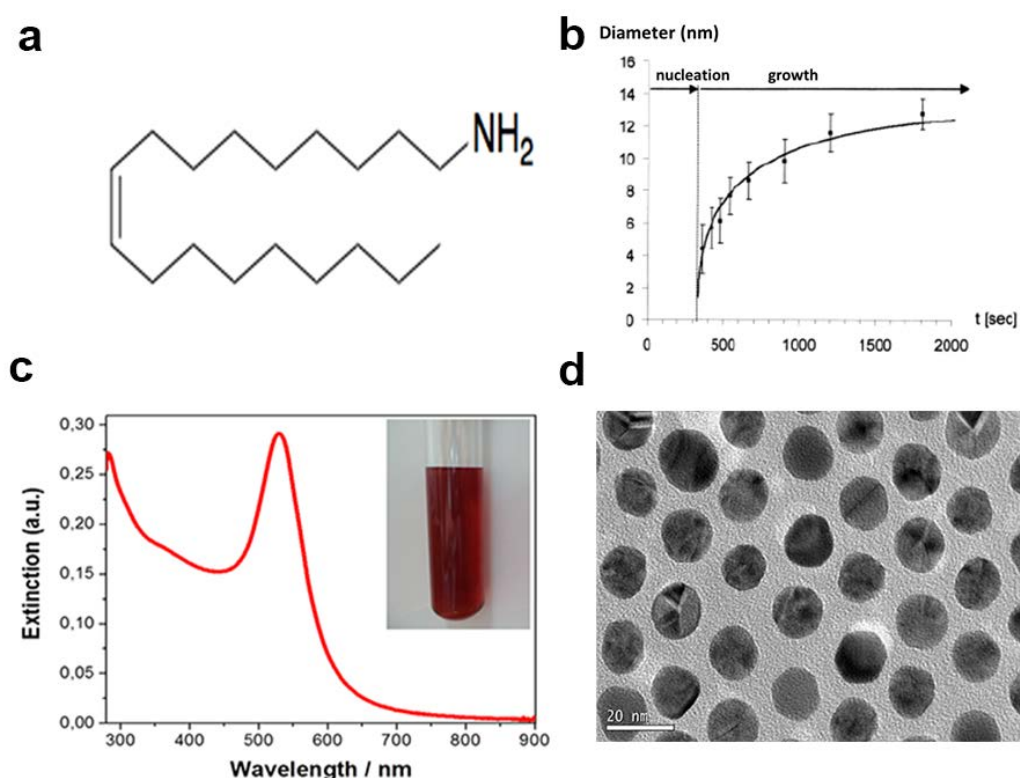 a
NH2
b
Diameter (nm)
16
14
12
10
8
6
4
2
0
nucleation
growth
t [sec]
0 500 1000 1500 2000
c
Extinction (a.u.)
0,30
0,25
0,20
0,15
0,10
0,05
0,00
300 400 500 600 700 800 900
Wavelength / nm
d
20 nm